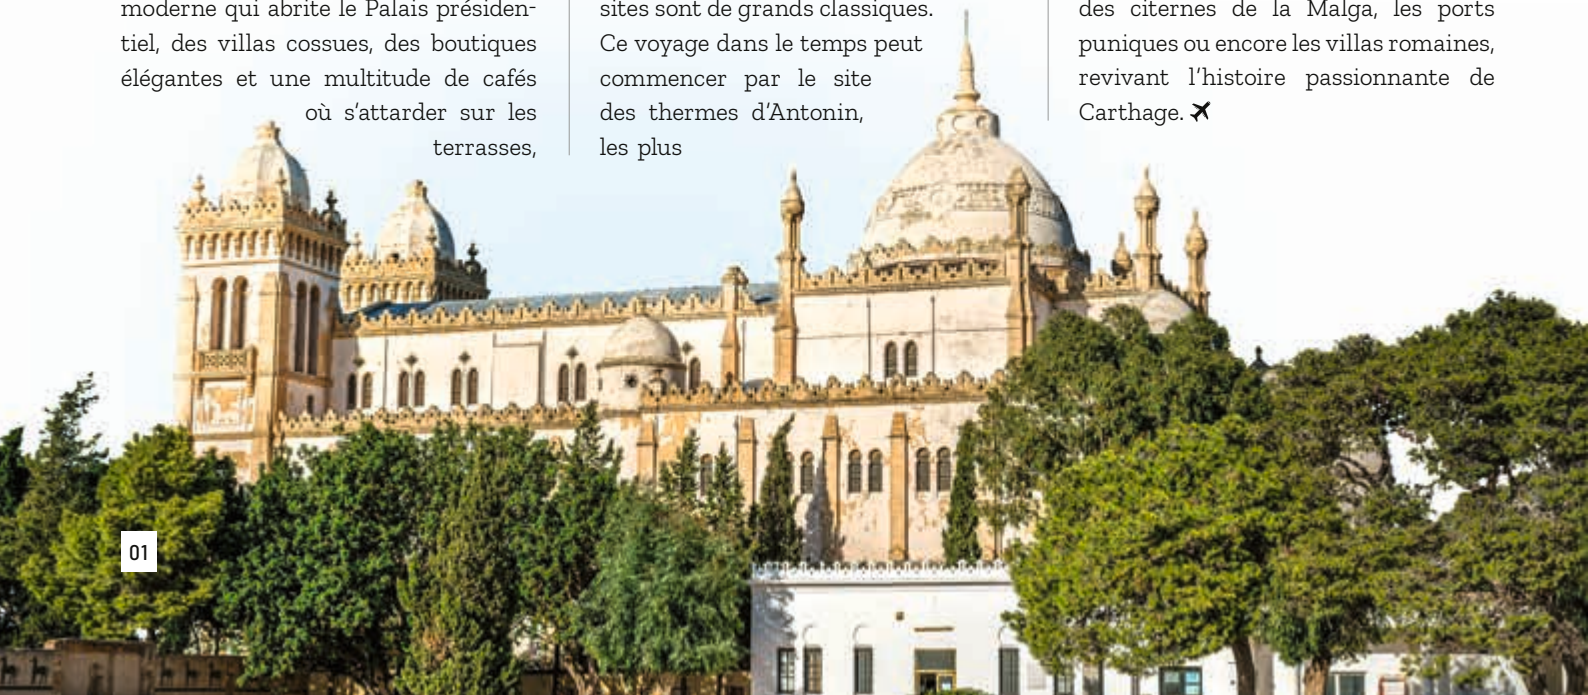 moderne qui abrite le Palais présiden-
tiel, des villas cossues, des boutiques
élégantes et une multitude de cafés
où s’attarder sur les
terrasses,
sites sont de grands classiques.
Ce voyage dans le temps peut
commencer par le site
des thermes d’Antonin,
les plus
des citernes de la Malga, les ports
puniques ou encore les villas romaines,
revivant l’histoire passionnante de
Carthage.
01